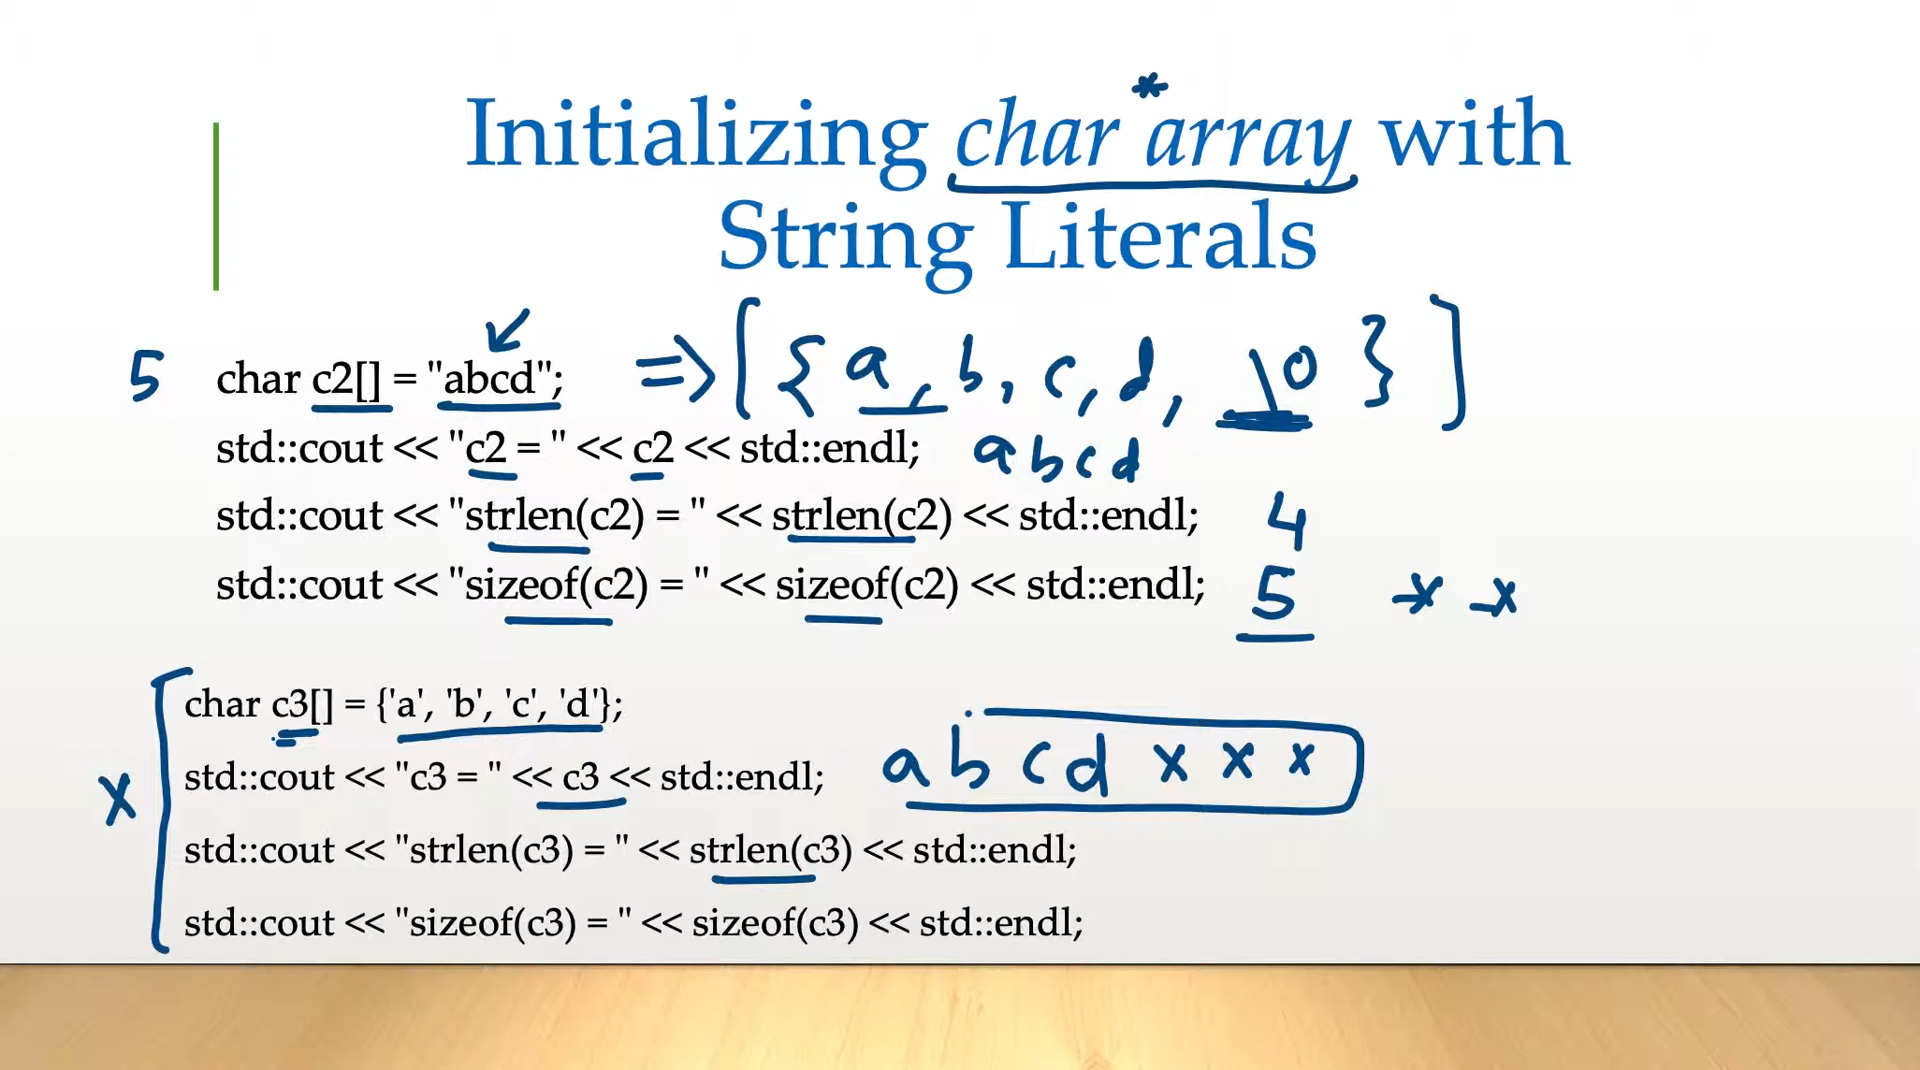 *
Initializing char array with
String Literals
5 char c2[] = "abcd"; => [ { a, b, c, d, \0 } ]
std::cout << "c2 = " << c2 << std::endl; abcd
std::cout << "strlen(c2) = " << strlen(c2) << std::endl; 4
std::cout << "sizeof(c2) = " << sizeof(c2) << std::endl; 5 * *
char c3[] = {'a', 'b', 'c', 'd'};
x std::cout << "c3 = " << c3 << std::endl; abcd x x x
std::cout << "strlen(c3) = " << strlen(c3) << std::endl;
std::cout << "sizeof(c3) = " << sizeof(c3) << std::endl;